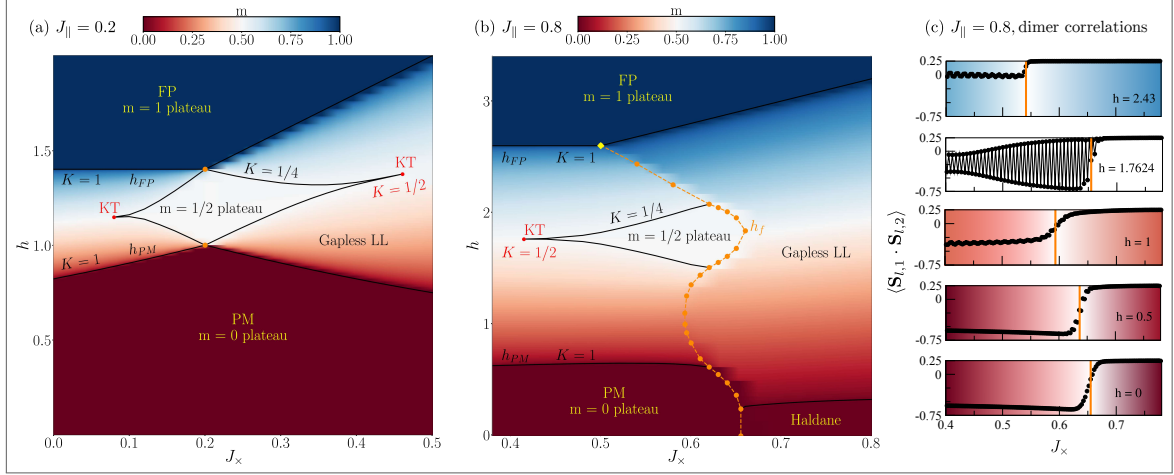 (a) J∥ = 0.2
m
0.00 0.25 0.50 0.75 1.00
FP
m = 1 plateau
K = 1
h_FP
K = 1/4
KT
K = 1/2
KT
m = 1/2 plateau
K = 1
h_PM
Gapless LL
PM
m = 0 plateau
h
1.5
1.0
0.5
0.0 0.1 0.2 0.3 0.4 0.5
J×
(b) J∥ = 0.8
m
0.00 0.25 0.50 0.75 1.00
FP
m = 1 plateau
h_FP
K = 1
K = 1/4
KT
K = 1/2
m = 1/2 plateau
h_f
Gapless LL
h_PM
K = 1
PM
m = 0 plateau
Haldane
h
3
2
1
0
0.4 0.5 0.6 0.7 0.8
J×
(c) J∥ = 0.8, dimer correlations
⟨S_{l,1} · S_{l,2}⟩
0.25
0
-0.75
h = 2.43
0.25
0
-0.75
h = 1.7624
0.25
0
-0.75
h = 1
0.25
0
-0.75
h = 0.5
0.25
0
-0.75
h = 0
0.4 0.5 0.6 0.7
J×